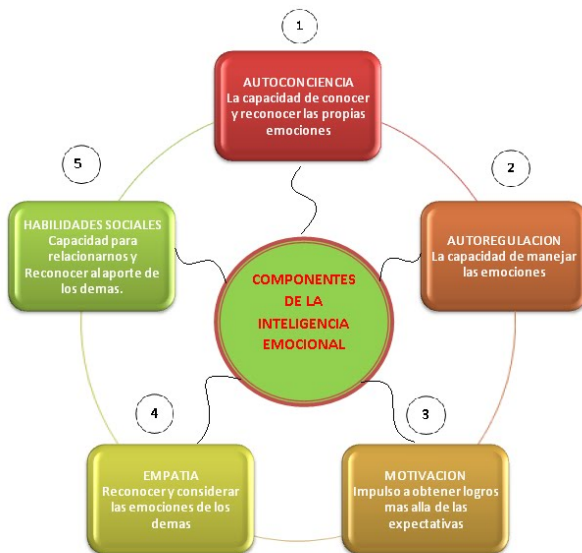 1
AUTOCONCIENCIA
La capacidad de conocer
y reconocer las propias
emociones
2
AUTOREGULACION
La capacidad de manejar
las emociones
3
MOTIVACION
Impulso a obtener logros
mas alla de las
expectativas
4
EMPATIA
Reconocer y considerar
las emociones de los
demas
5
HABILIDADES SOCIALES
Capacidad para
relacionarnos y
Reconocer al aporte de
los demas.
COMPONENTES
DE LA
INTELIGENCIA
EMOCIONAL